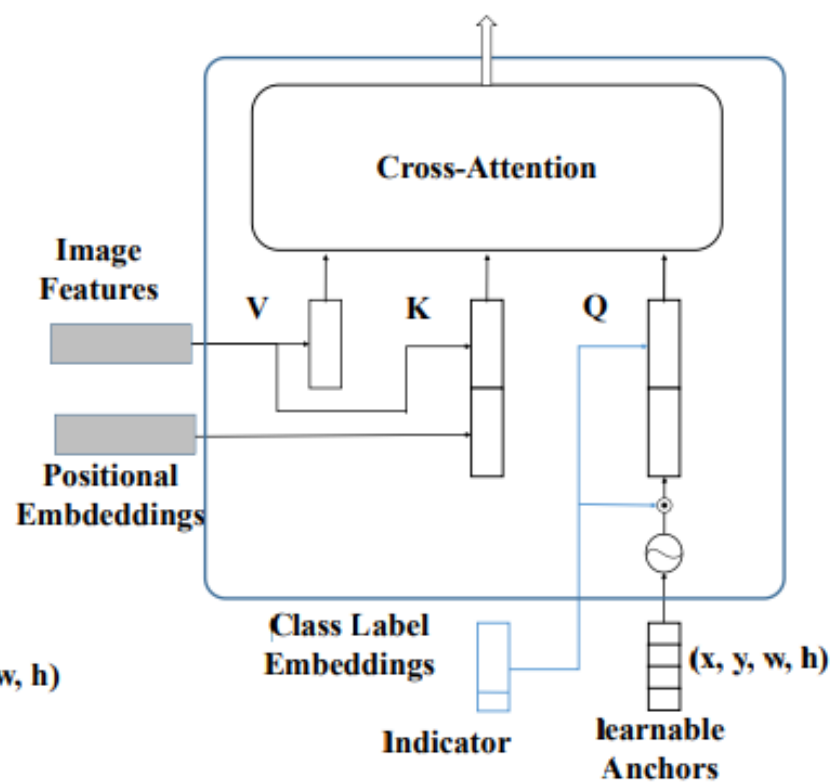 Cross-Attention
Image
Features
V
K
Q
Positional
Embdeddings
Class Label
Embeddings
w, h)
(x, y, w, h)
Indicator
learnable
Anchors